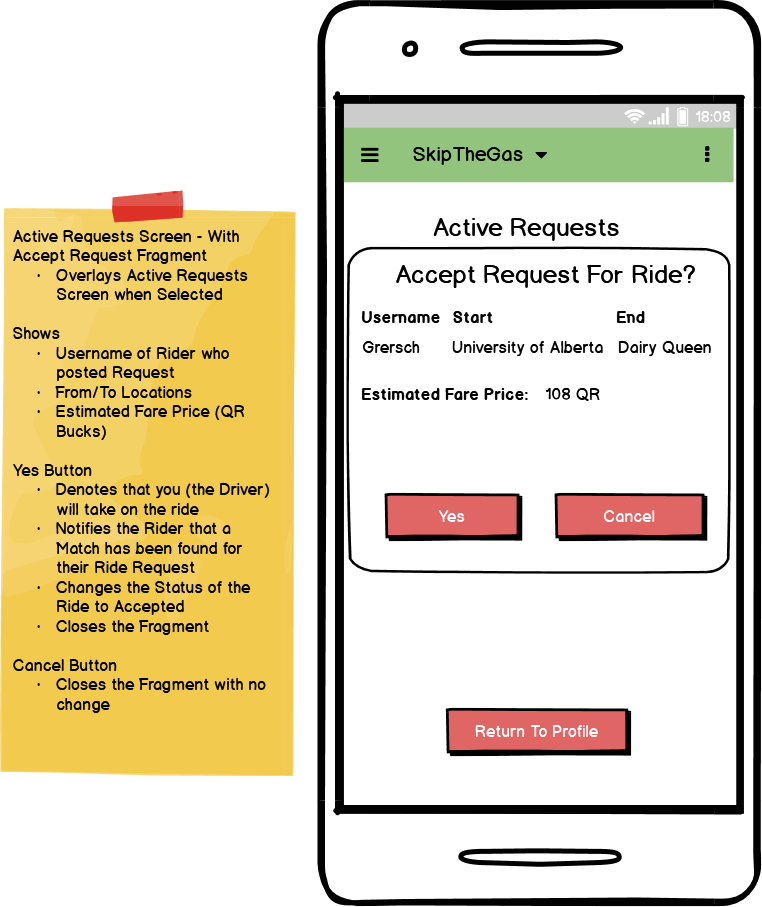 Active Requests Screen - With
Accept Request Fragment
· Overlays Active Requests
Screen when Selected
Shows
· Username of Rider who
posted Request
· From/To Locations
· Estimated Fare Price (QR
Bucks)
Yes Button
· Denotes that you (the Driver)
will take on the ride
· Notifies the Rider that a
Match has been found for
their Ride Request
· Changes the Status of the
Ride to Accepted
· Closes the Fragment
Cancel Button
· Closes the Fragment with no
change
18:08
SkipTheGas
Active Requests
Accept Request For Ride?
Username Start End
Grersch University of Alberta Dairy Queen
Estimated Fare Price: 108 QR
Yes Cancel
Return To Profile